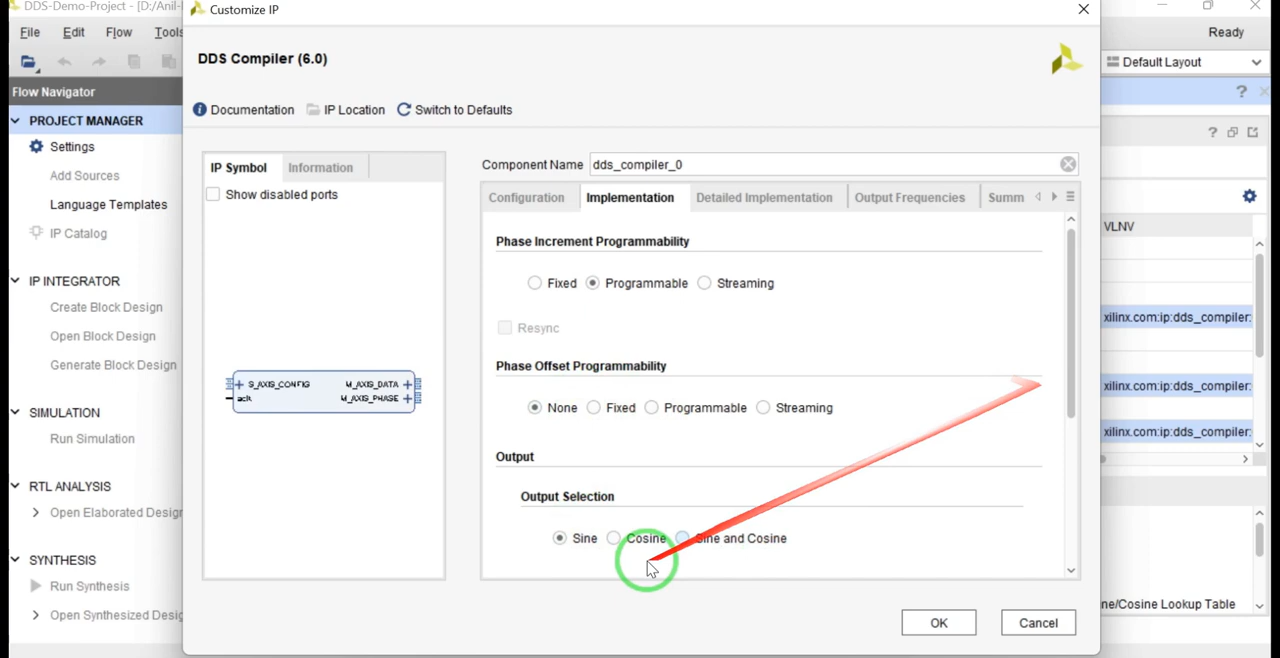 DDS-Demo-Project - [D:/Anil-
Customize IP
File Edit Flow Tools
Ready
DDS Compiler (6.0)
Default Layout
Flow Navigator
Documentation IP Location Switch to Defaults
PROJECT MANAGER
Settings
Add Sources
Language Templates
IP Catalog
IP INTEGRATOR
Create Block Design
Open Block Design
Generate Block Design
SIMULATION
Run Simulation
RTL ANALYSIS
Open Elaborated Design
SYNTHESIS
Run Synthesis
Open Synthesized Desig
IP Symbol Information
Show disabled ports
S_AXIS_CONFIG M_AXIS_DATA
aclk M_AXIS_PHASE
Component Name dds_compiler_0
Configuration Implementation Detailed Implementation Output Frequencies Summ
Phase Increment Programmability
Fixed Programmable Streaming
Resync
Phase Offset Programmability
None Fixed Programmable Streaming
Output
Output Selection
Sine Cosine Sine and Cosine
OK Cancel
VLNV
xilinx.com:ip:dds_compiler:
xilinx.com:ip:dds_compiler:
xilinx.com:ip:dds_compiler:
ne/Cosine Lookup Table